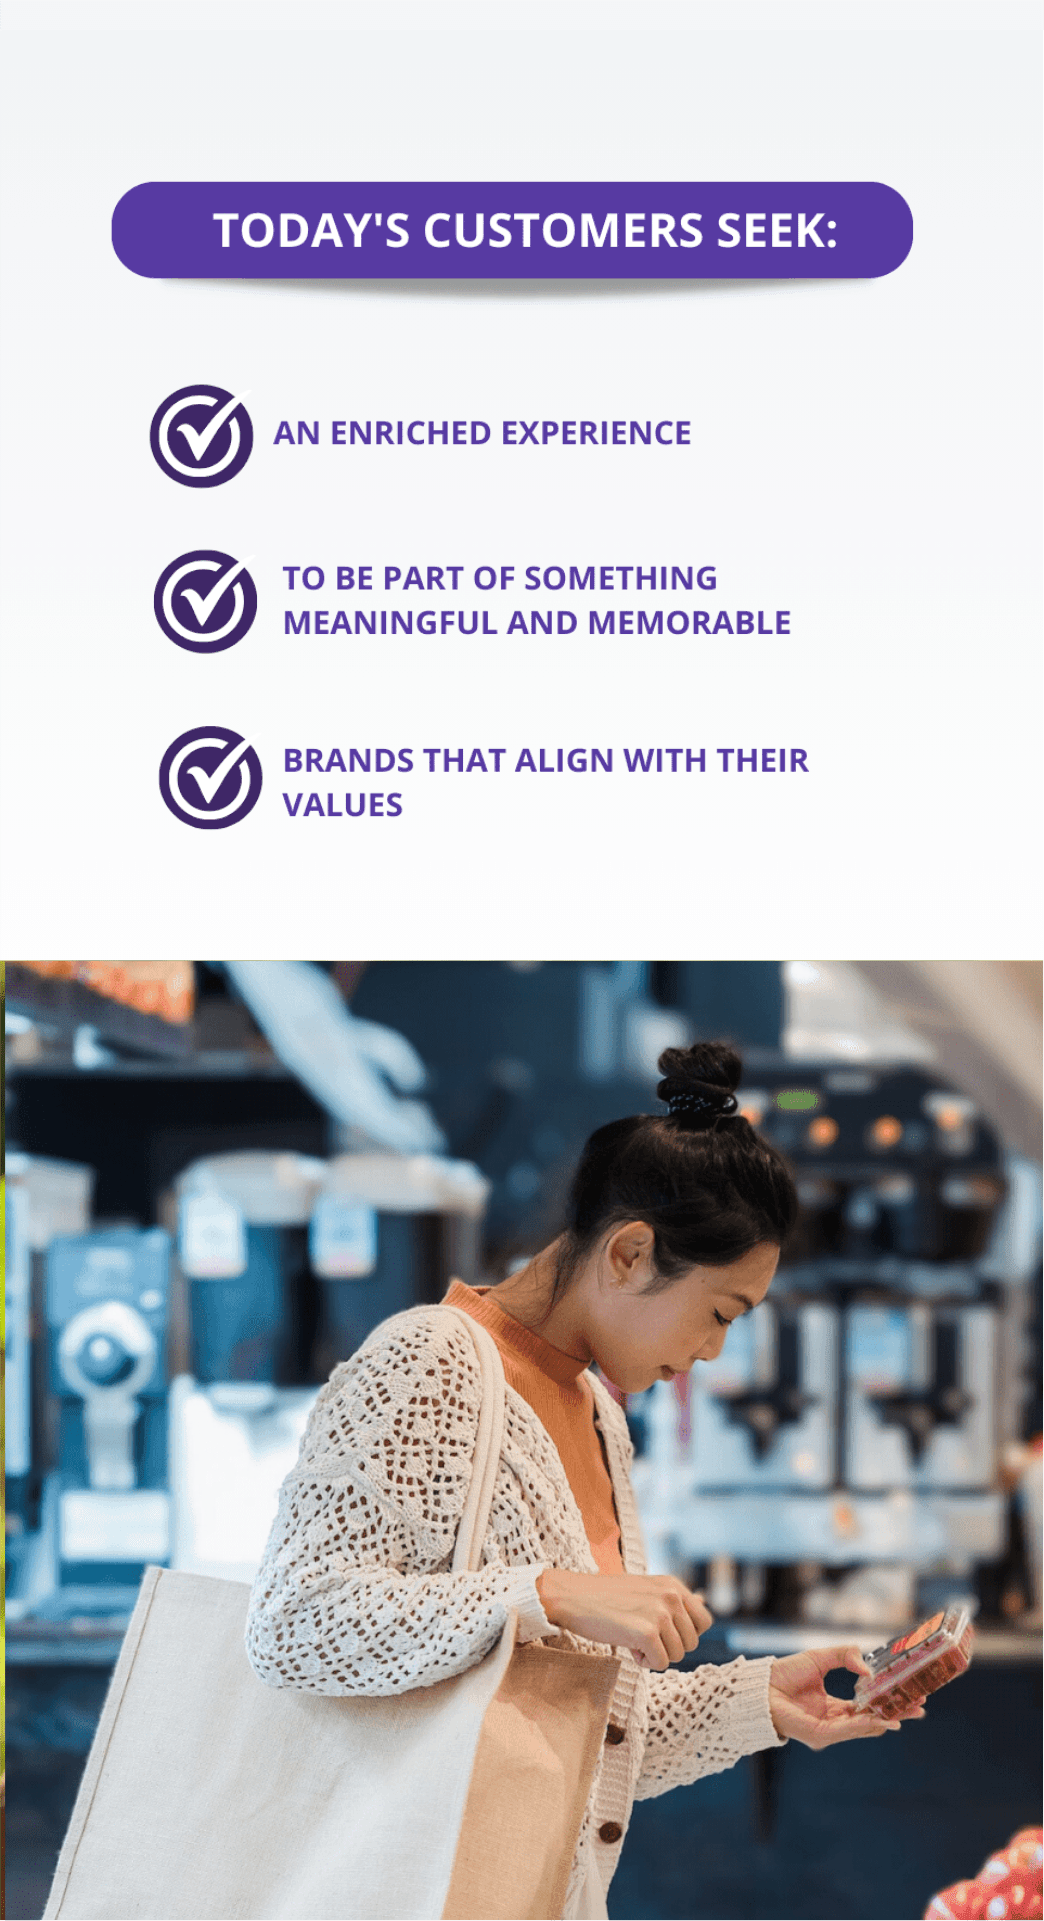 TODAY'S CUSTOMERS SEEK:
AN ENRICHED EXPERIENCE
TO BE PART OF SOMETHING
MEANINGFUL AND MEMORABLE
BRANDS THAT ALIGN WITH THEIR
VALUES